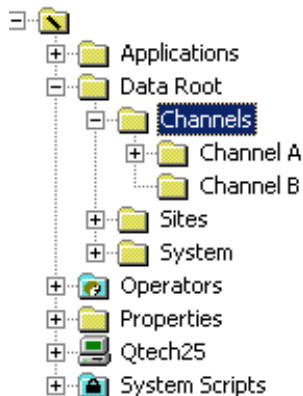 Applications
Data Root
Channels
Channel A
Channel B
Sites
System
Operators
Properties
Qtech25
System Scripts